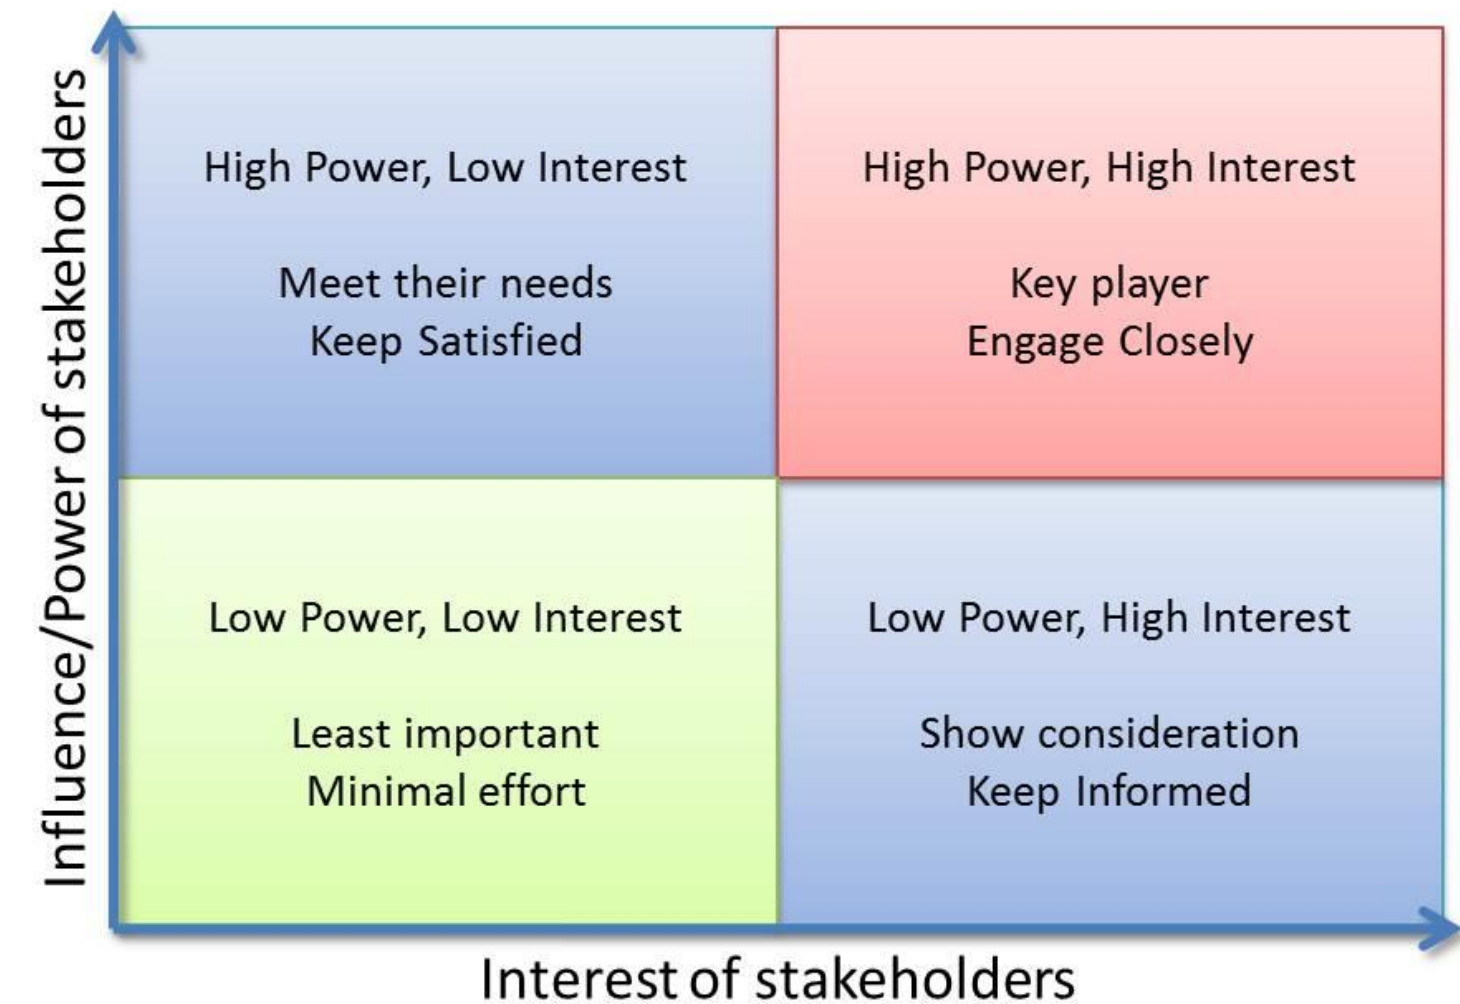 Influence/Power of stakeholders
High Power, Low Interest
Meet their needs
Keep Satisfied
High Power, High Interest
Key player
Engage Closely
Low Power, Low Interest
Least important
Minimal effort
Low Power, High Interest
Show consideration
Keep Informed
Interest of stakeholders